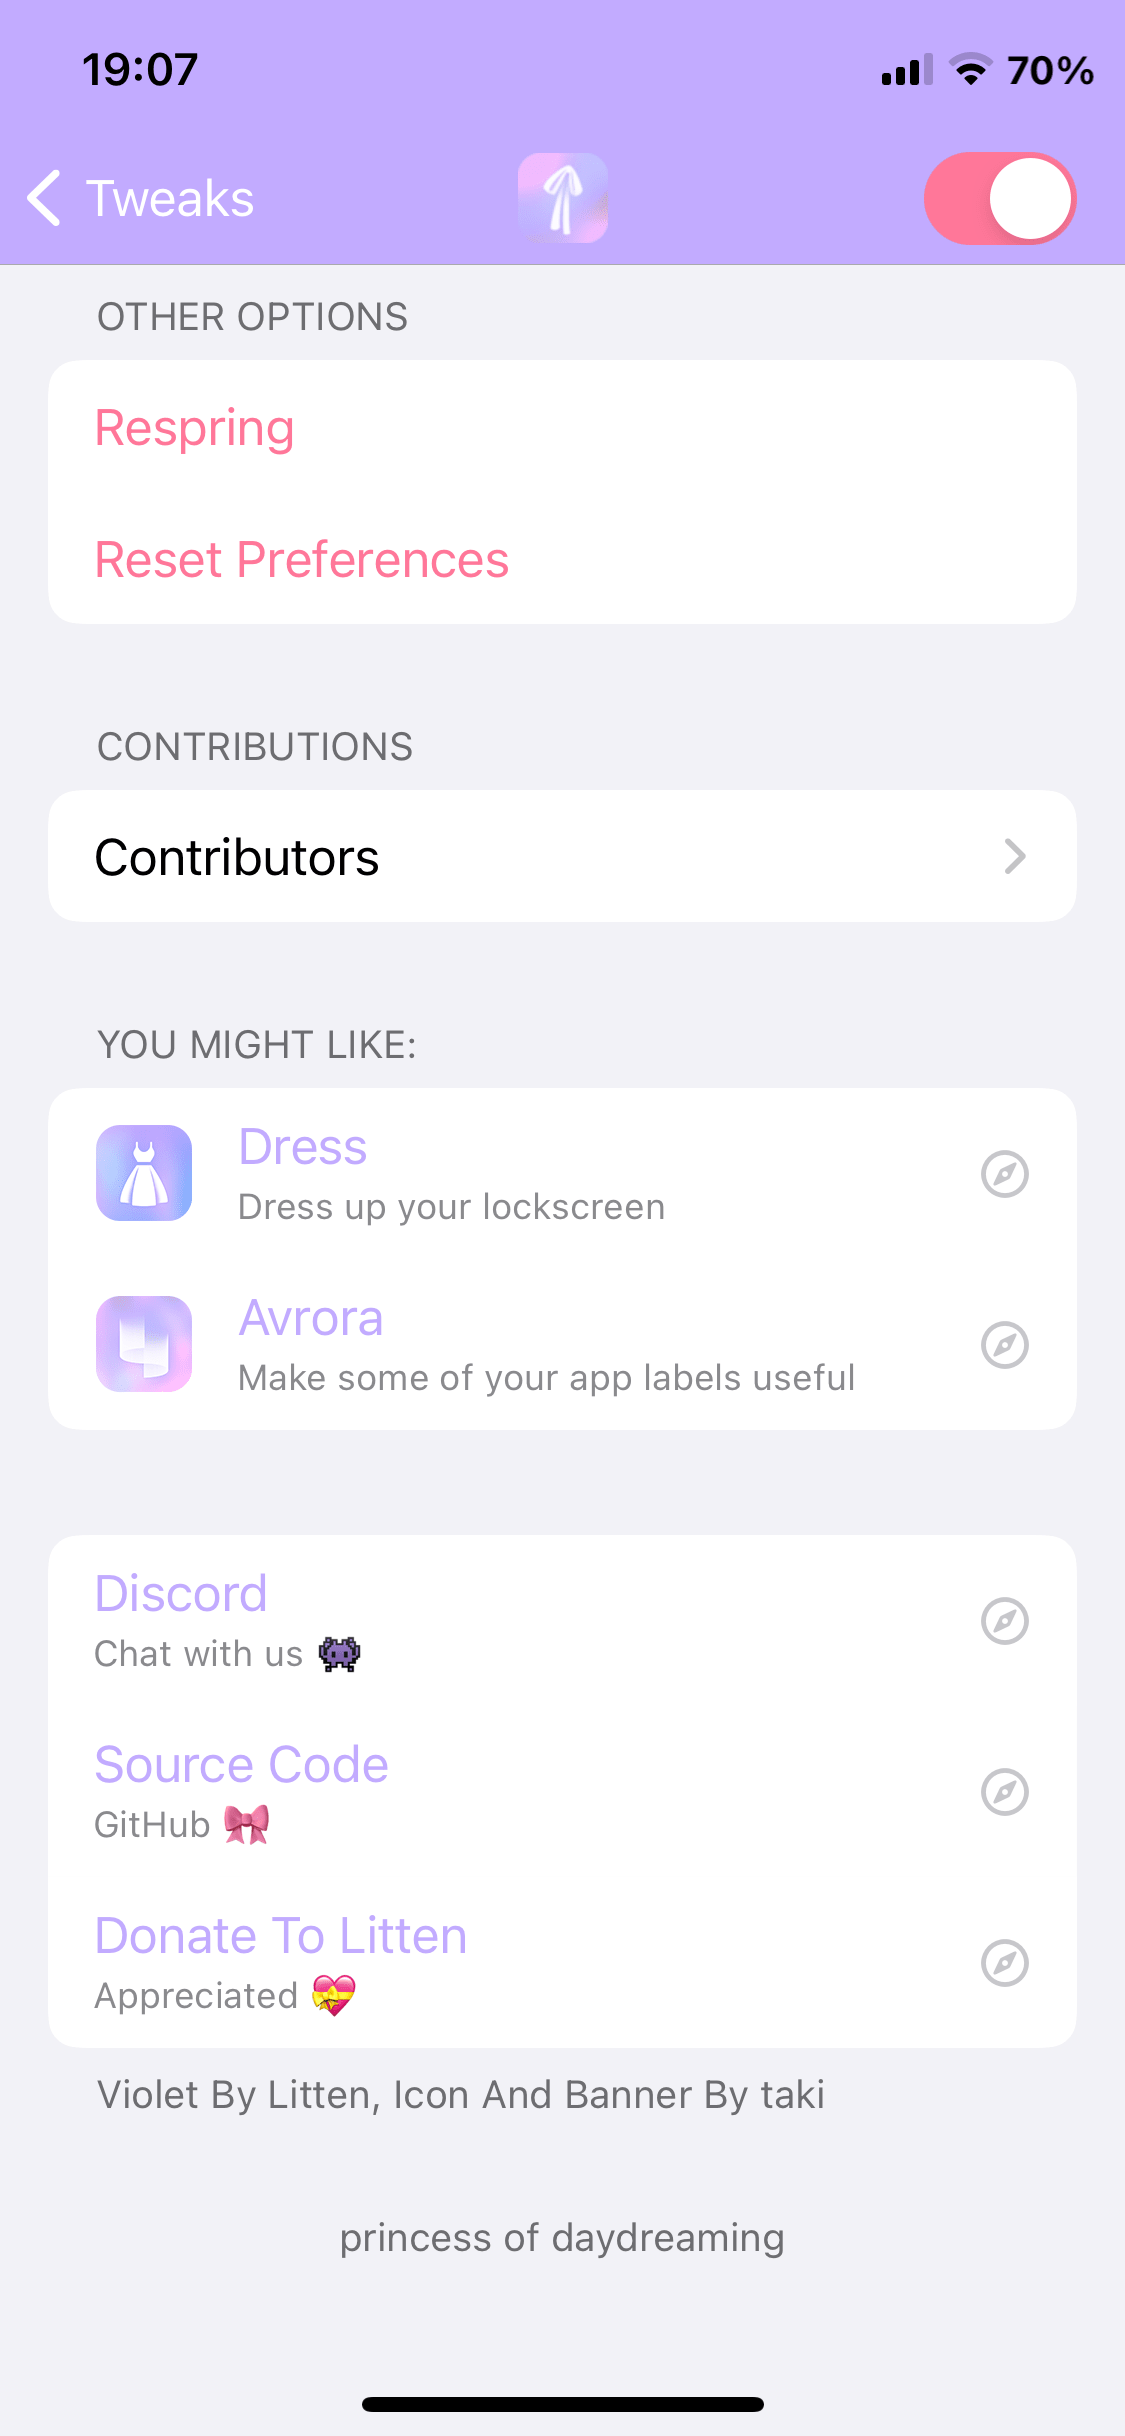 19:07
70%
Tweaks
OTHER OPTIONS
Respring
Reset Preferences
CONTRIBUTIONS
Contributors
YOU MIGHT LIKE:
Dress
Dress up your lockscreen
Avrora
Make some of your app labels useful
Discord
Chat with us 👾
Source Code
GitHub 🎀
Donate To Litten
Appreciated 💝
Violet By Litten, Icon And Banner By taki
princess of daydreaming